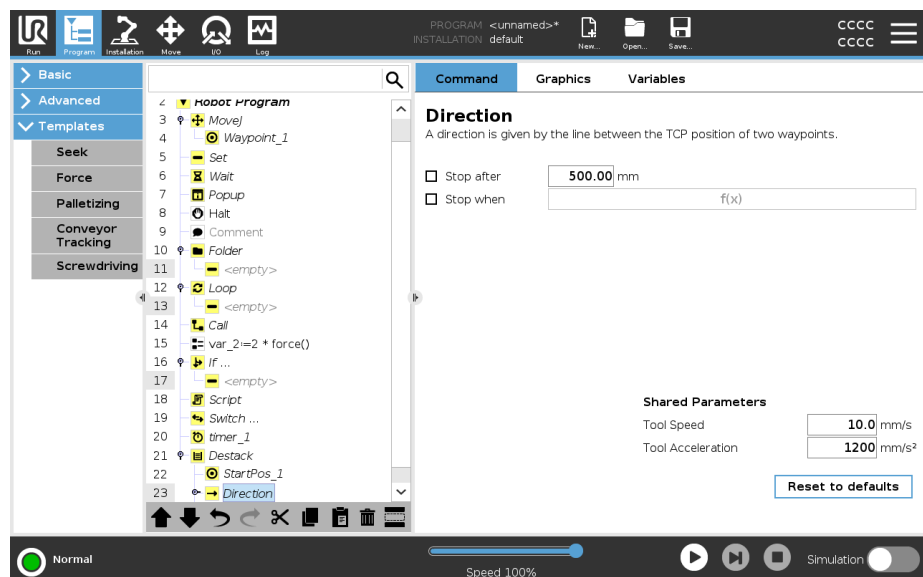 PROGRAM <unnamed>*
INSTALLATION default
CCCC
CCCC
Run
Program
Installation
Move
I/O
Log
New...
Open...
Save...
Basic
Advanced
Templates
Seek
Force
Palletizing
Conveyor
Tracking
Screwdriving
2 Robot Program
3 MoveJ
4 Waypoint_1
5 Set
6 Wait
7 Popup
8 Halt
9 Comment
10 Folder
11 <empty>
12 Loop
13 <empty>
14 Call
15 var_2:=2 * force()
16 If ...
17 <empty>
18 Script
19 Switch ...
20 timer_1
21 Destack
22 StartPos_1
23 Direction
Command Graphics Variables
Direction
A direction is given by the line between the TCP position of two waypoints.
Stop after 500.00 mm
Stop when f(x)
Shared Parameters
Tool Speed 10.0 mm/s
Tool Acceleration 1200 mm/s²
Reset to defaults
Normal
Speed 100%
Simulation